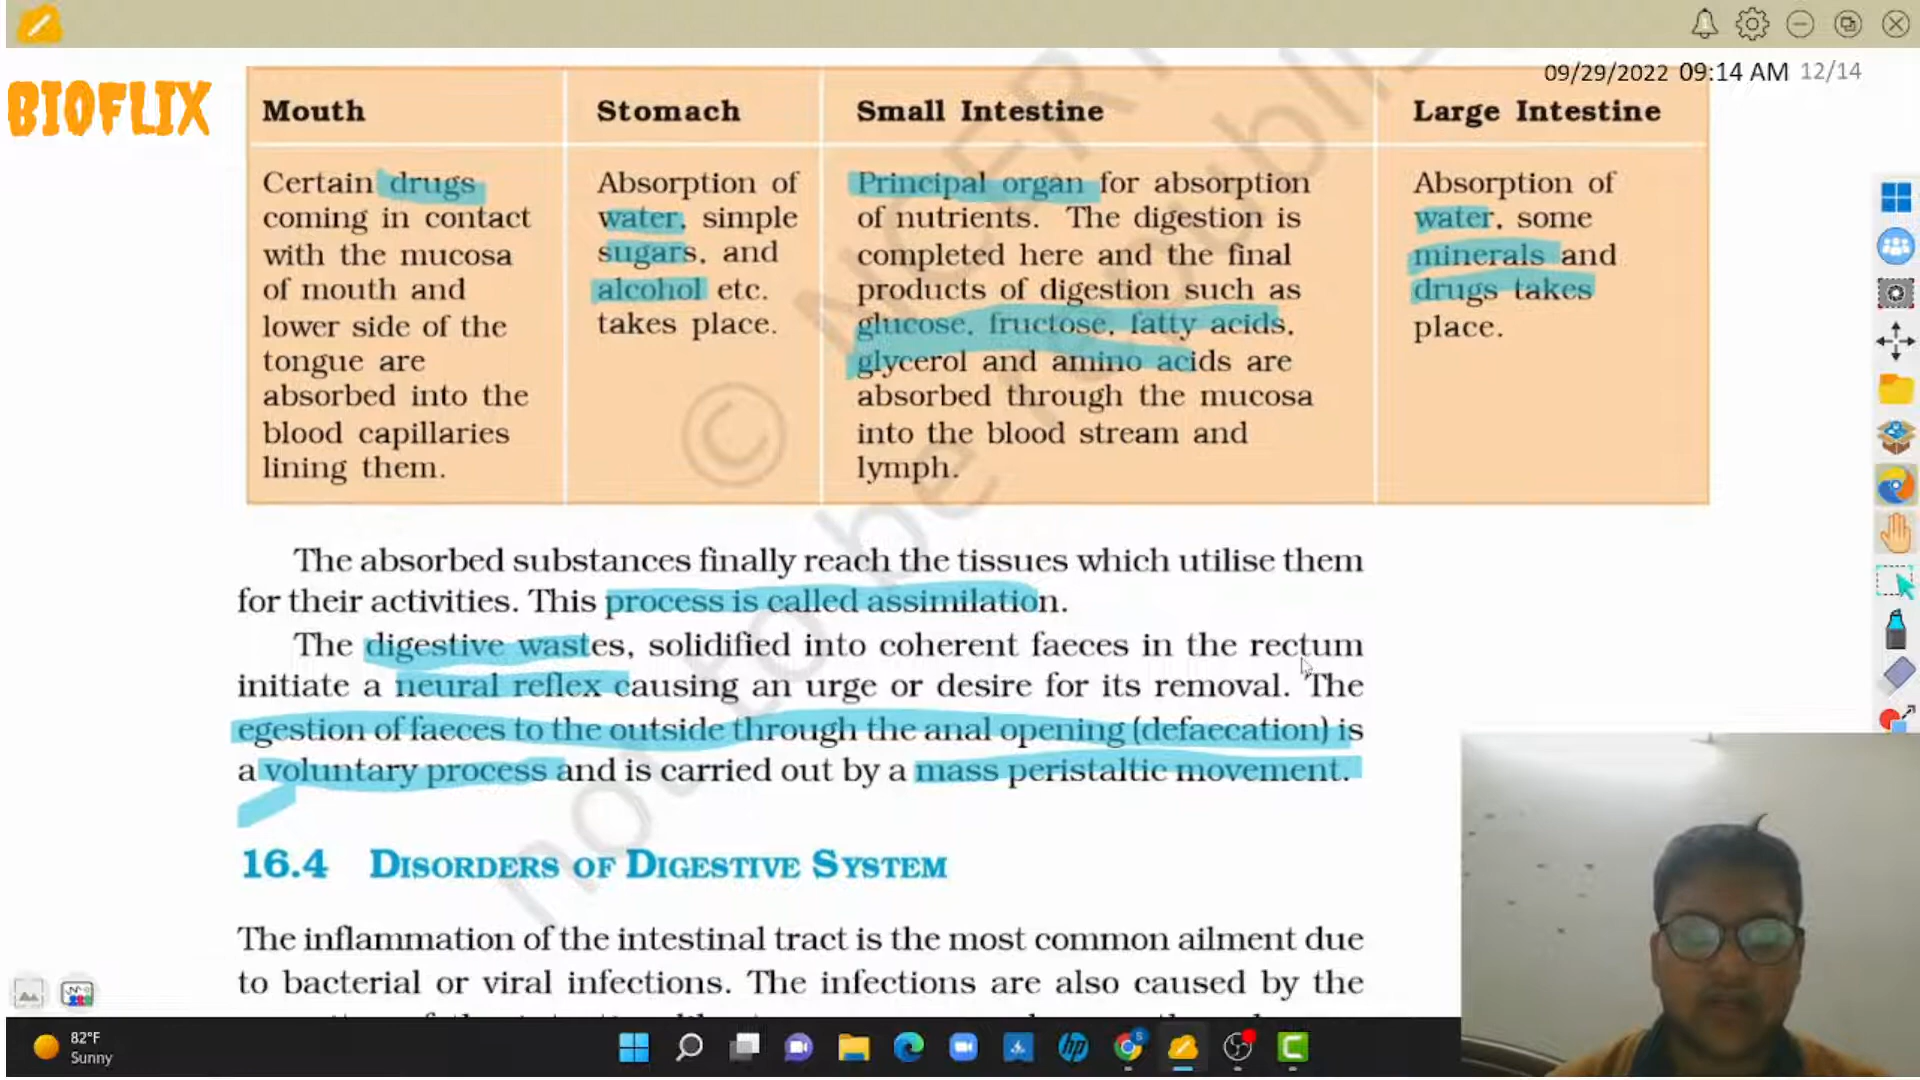 09/29/2022 09:14 AM 12/14
BIOFLIX
Mouth
Certain drugs
coming in contact
with the mucosa
of mouth and
lower side of the
tongue are
absorbed into the
blood capillaries
lining them.
Stomach
Absorption of
water, simple
sugars, and
alcohol etc.
takes place.
Small Intestine
Principal organ for absorption
of nutrients. The digestion is
completed here and the final
products of digestion such as
glucose, fructose, fatty acids,
glycerol and amino acids are
absorbed through the mucosa
into the blood stream and
lymph.
Large Intestine
Absorption of
water, some
minerals and
drugs takes
place.
The absorbed substances finally reach the tissues which utilise them
for their activities. This process is called assimilation.
The digestive wastes, solidified into coherent faeces in the rectum
initiate a neural reflex causing an urge or desire for its removal. The
egestion of faeces to the outside through the anal opening (defaecation) is
a voluntary process and is carried out by a mass peristaltic movement.
16.4 DISORDERS OF DIGESTIVE SYSTEM
The inflammation of the intestinal tract is the most common ailment due
to bacterial or viral infections. The infections are also caused by the
© NCERT
not to be republis
82°F
Sunny